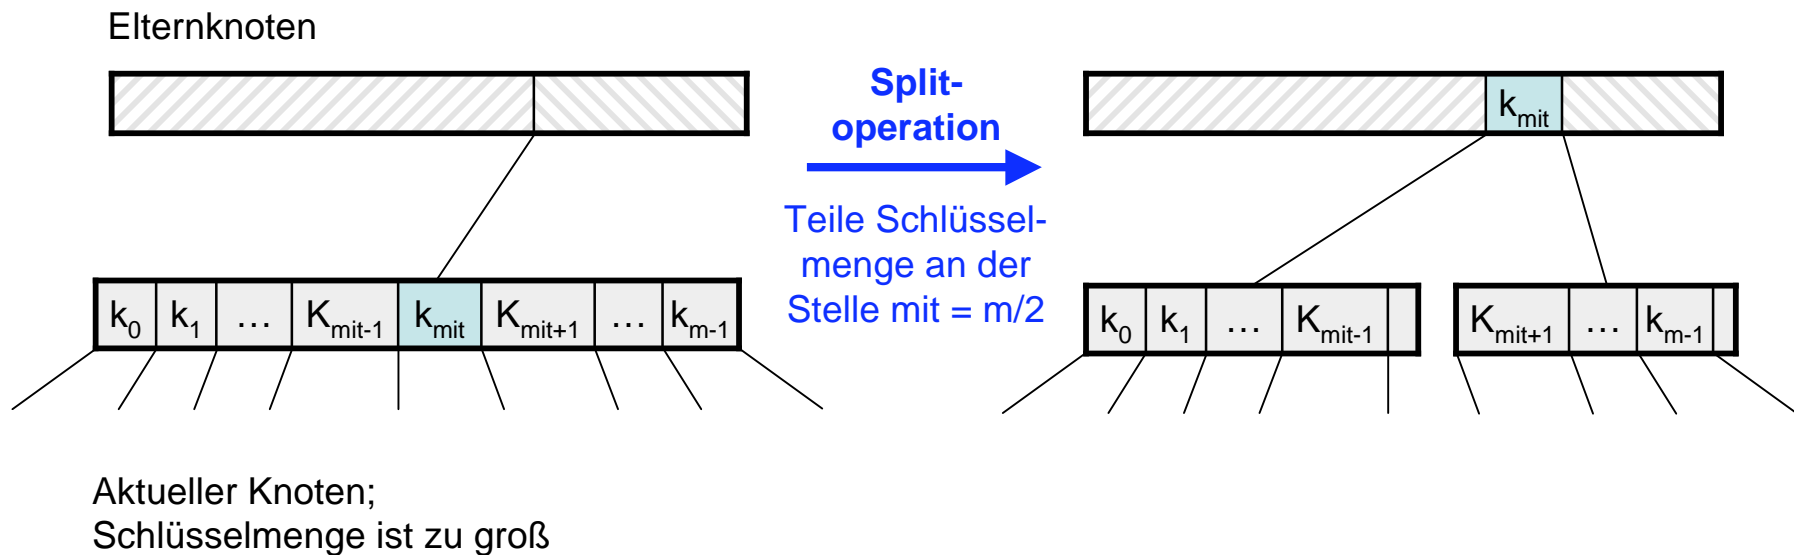 Elternknoten
Split-
operation
Teile Schlüssel-
menge an der
Stelle mit = m/2
k0 k1 … Kmit-1 kmit Kmit+1 … km-1
kmit
k0 k1 … Kmit-1
Kmit+1 … km-1
Aktueller Knoten;
Schlüsselmenge ist zu groß